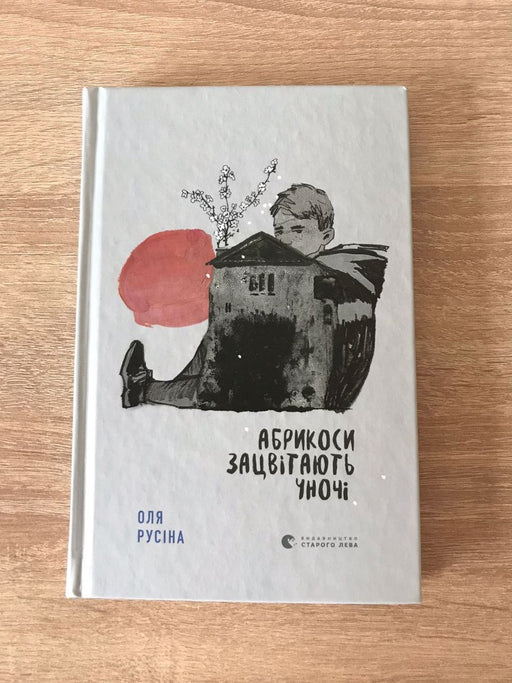 АБРИКОСИ
ЗАЦВІТАЮТЬ
УНОЧІ
ОЛЯ
РУСІНА
ВИДАВНИЦТВО
СТАРОГО ЛЕВА